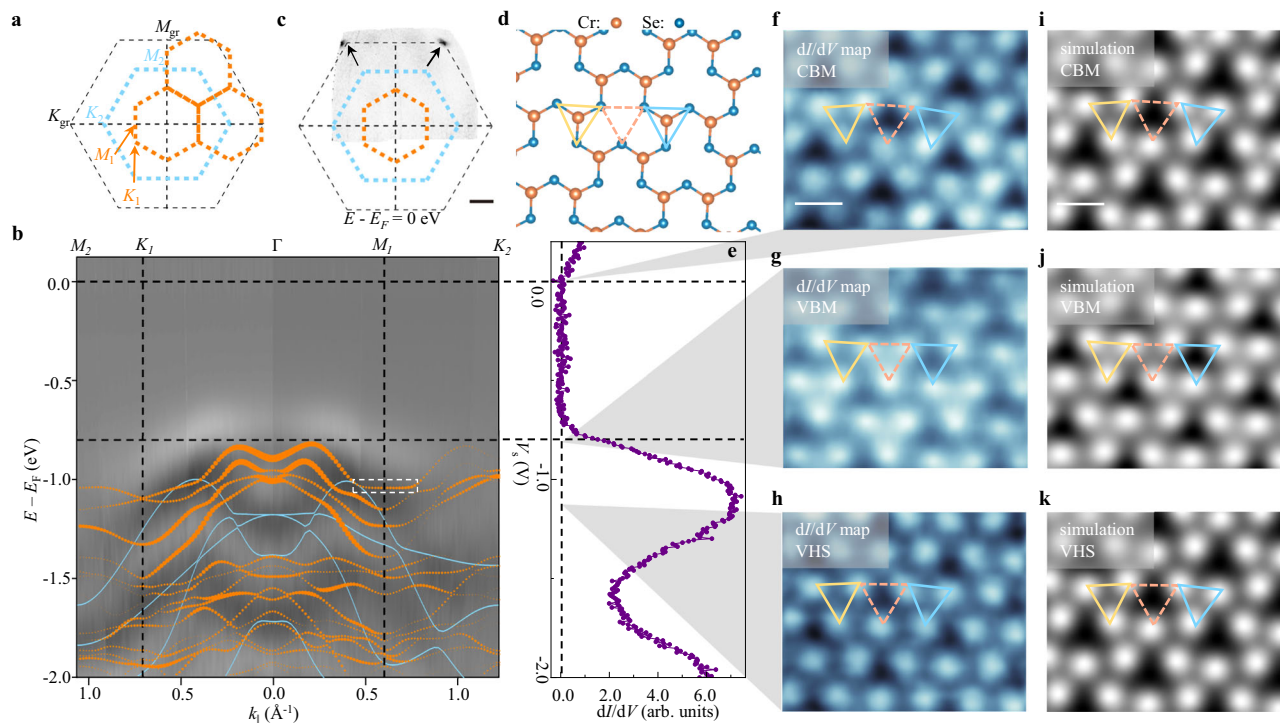 a
M_gr
M_2
K_2
K_gr
M_1
K_1
c
E - E_F = 0 eV
d
Cr:
Se:
f
dI/dV map
CBM
i
simulation
CBM
b
M_2
K_1
Γ
M_1
K_2
0.0
-0.5
-1.0
-1.5
-2.0
E − E_F (eV)
1.0
0.5
0.0
0.5
1.0
k_∥ (Å⁻¹)
e
0.0
-1.0
-2.0
V_s (V)
0.0
2.0
4.0
6.0
dI/dV (arb. units)
g
dI/dV map
VBM
j
simulation
VBM
h
dI/dV map
VHS
k
simulation
VHS